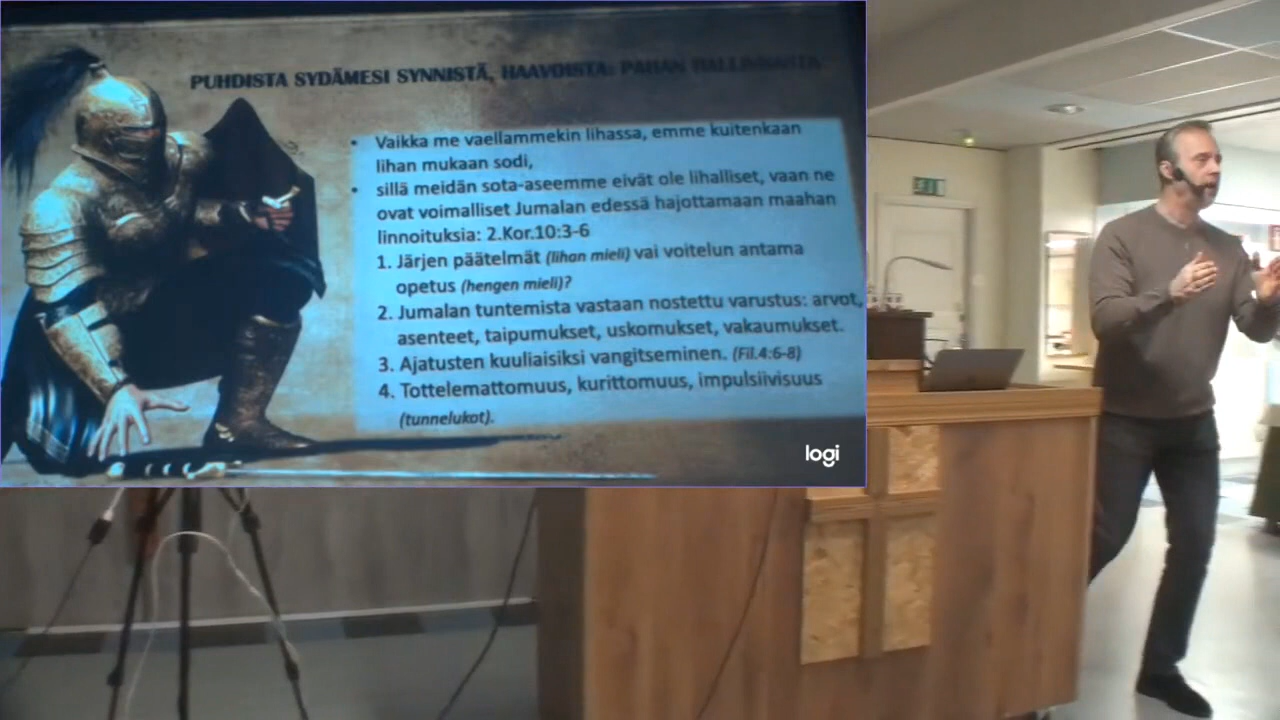 PUHDISTA SYDÄMESI SYNNISTÄ, HAAVOISTA: PAHAN HALLINNASTA
• Vaikka me vaellammekin lihassa, emme kuitenkaan
lihan mukaan sodi,
• sillä meidän sota-aseemme eivät ole lihalliset, vaan ne
ovat voimalliset Jumalan edessä hajottamaan maahan
linnoituksia: 2.Kor.10:3-6
1. Järjen päätelmät (lihan mieli) vai voitelun antama
opetus (hengen mieli)?
2. Jumalan tuntemista vastaan nostettu varustus: arvot,
asenteet, taipumukset, uskomukset, vakaumukset.
3. Ajatusten kuuliaisiksi vangitseminen. (Fil.4:6-8)
4. Tottelemattomuus, kurittomuus, impulsiivisuus
(tunnelukot).
logi